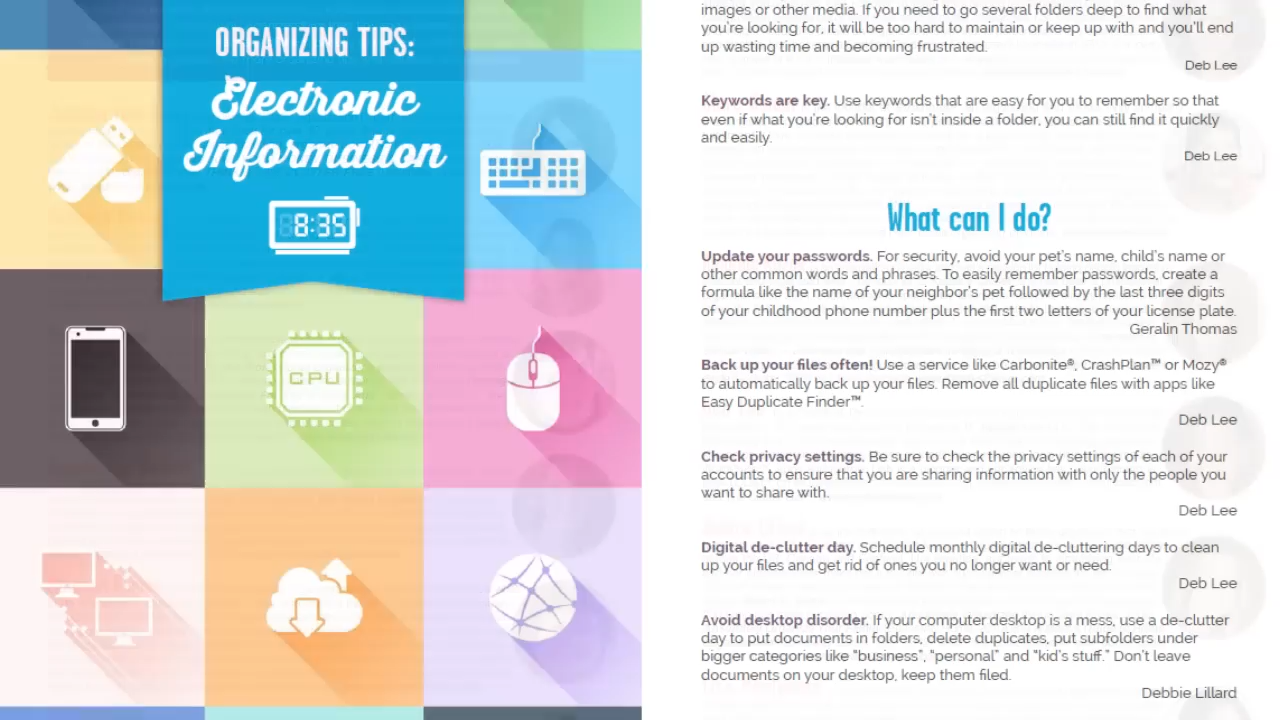 ORGANIZING TIPS:
Electronic
Information
8:35
CPU
images or other media. If you need to go several folders deep to find what
you're looking for, it will be too hard to maintain or keep up with and you'll end
up wasting time and becoming frustrated.
Deb Lee
Keywords are key. Use keywords that are easy for you to remember so that
even if what you're looking for isn't inside a folder, you can still find it quickly
and easily.
Deb Lee
What can I do?
Update your passwords. For security, avoid your pet's name, child's name or
other common words and phrases. To easily remember passwords, create a
formula like the name of your neighbor's pet followed by the last three digits
of your childhood phone number plus the first two letters of your license plate.
Geralin Thomas
Back up your files often! Use a service like Carbonite®, CrashPlan™ or Mozy®
to automatically back up your files. Remove all duplicate files with apps like
Easy Duplicate Finder™.
Deb Lee
Check privacy settings. Be sure to check the privacy settings of each of your
accounts to ensure that you are sharing information with only the people you
want to share with.
Deb Lee
Digital de-clutter day. Schedule monthly digital de-cluttering days to clean
up your files and get rid of ones you no longer want or need.
Deb Lee
Avoid desktop disorder. If your computer desktop is a mess, use a de-clutter
day to put documents in folders, delete duplicates, put subfolders under
bigger categories like "business", "personal" and "kid's stuff." Don't leave
documents on your desktop, keep them filed.
Debbie Lillard